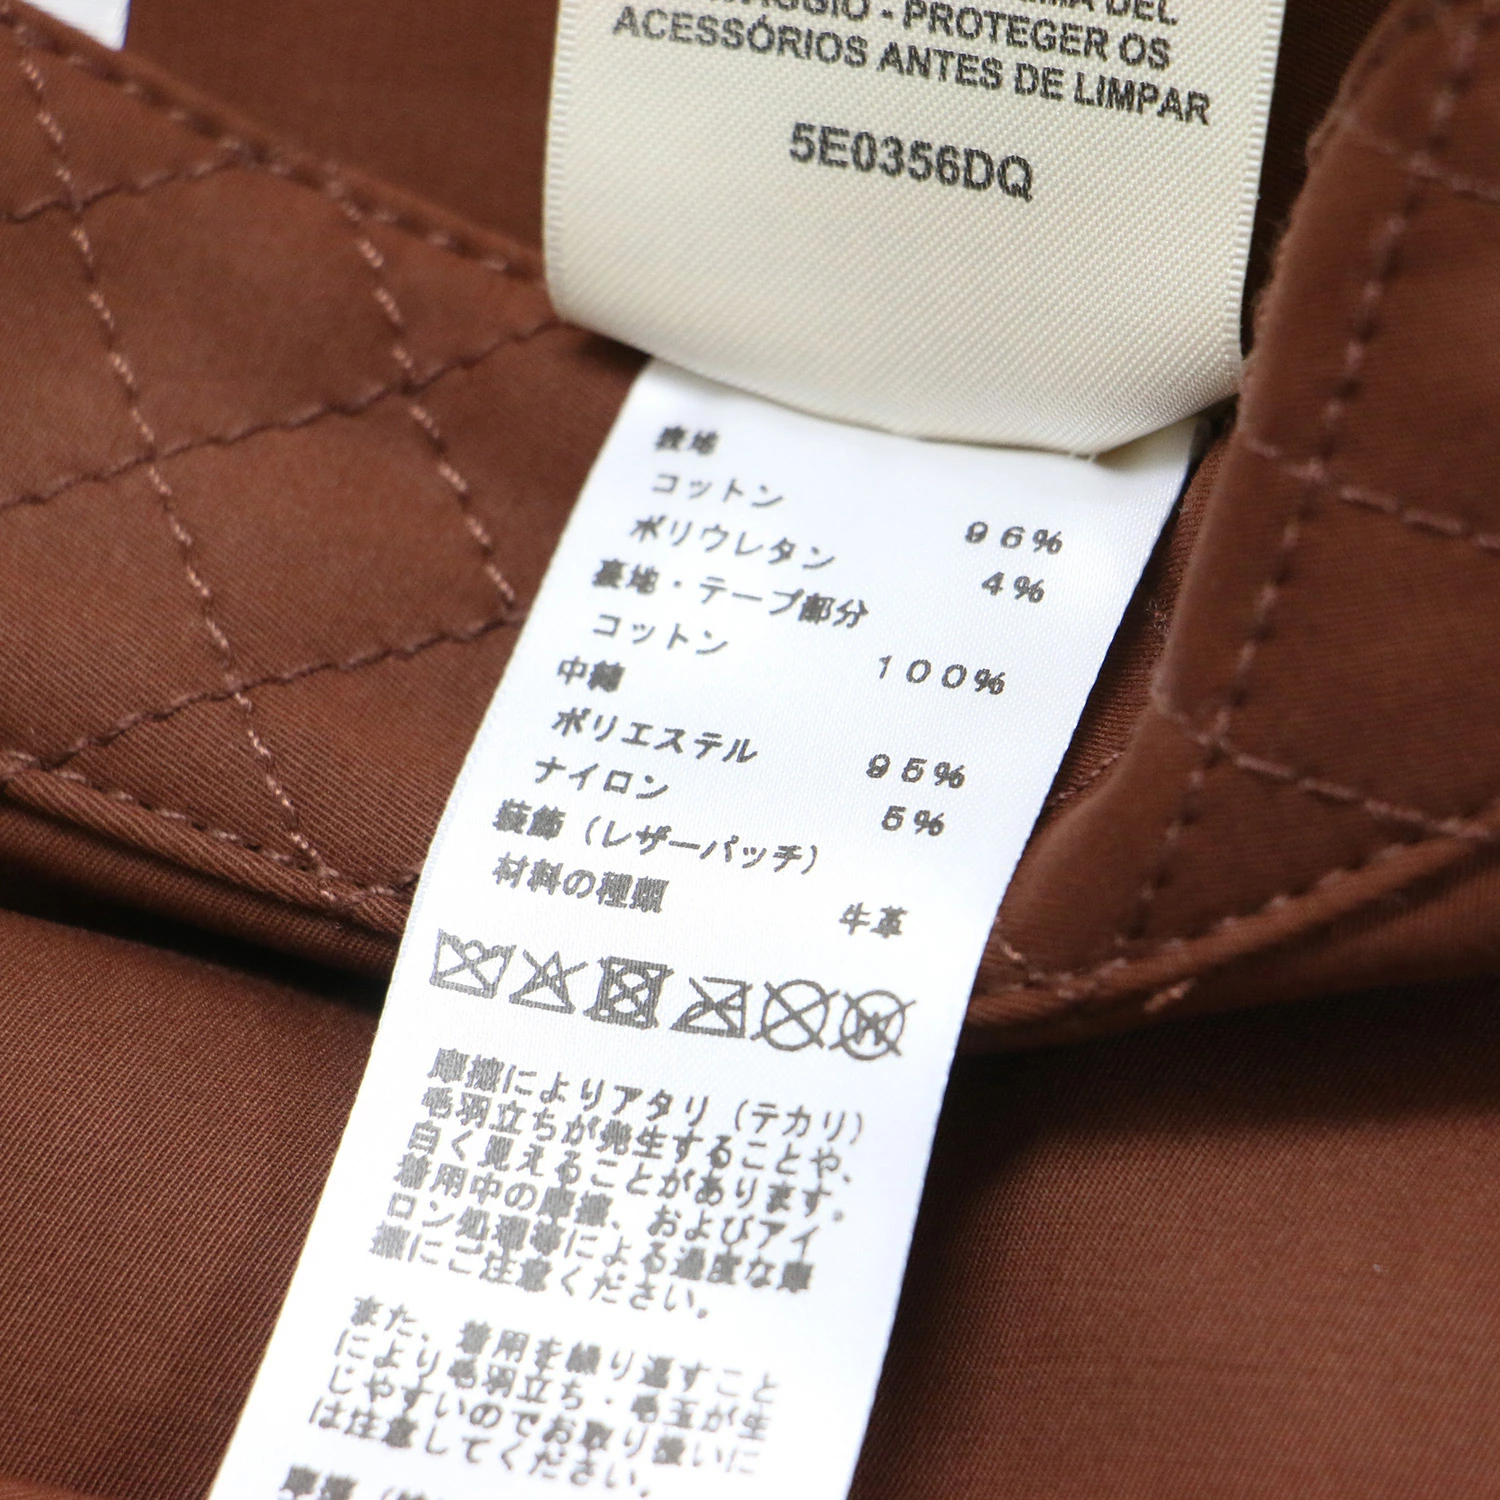 DEL
- PROTEGER OS
ACESSÓRIOS ANTES DE LIMPAR
5E0356DQ
表地
コットン 96%
ポリウレタン 4%
裏地・テープ部分
コットン 100%
中綿
ポリエステル 95%
ナイロン 5%
装飾（レザーパッチ）
材料の種類 牛革
摩擦によりアタリ（テカリ）
毛羽立ちが発生することや、
白く見えることがあります。
着用中の摩擦、およびアイ
ロン処理等による過度な摩
擦にご注意ください。
また、着用を繰り返すこと
により毛羽立ち・毛玉が生
じやすいのでお取り扱いに
は注意してください。
摩擦